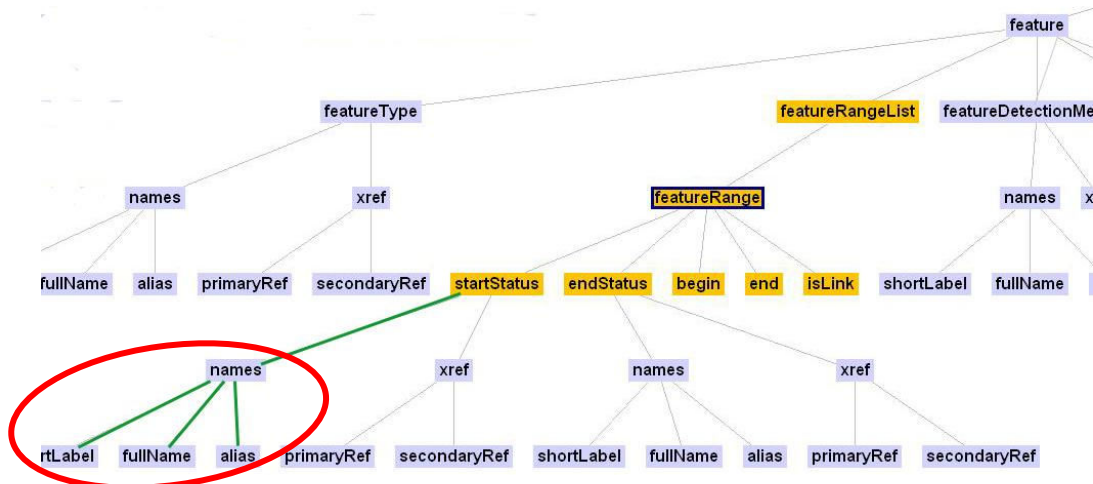 feature
featureType featureRangeList featureDetectionMe
names xref featureRange names x
fullName alias primaryRef secondaryRef startStatus endStatus begin end isLink shortLabel fullName
names xref names xref
rtLabel fullName alias primaryRef secondaryRef shortLabel fullName alias primaryRef secondaryRef